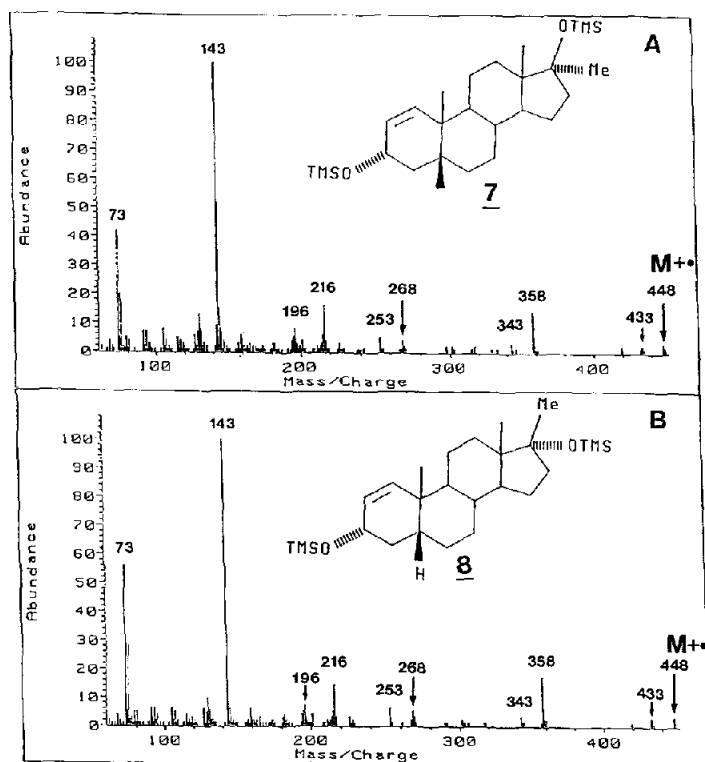 A
OTMS
Me
TMSO
7
143
73
196
216
268
253
358
343
M+•
448
433
100
90
80
70
60
50
40
30
20
10
0
Abundance
100 200 300 400
Mass/Charge
B
Me
OTMS
TMSO
H
8
143
73
196
216
268
253
358
343
M+•
448
433
100
90
80
70
60
50
40
30
20
10
0
Abundance
100 200 300 400
Mass/Charge